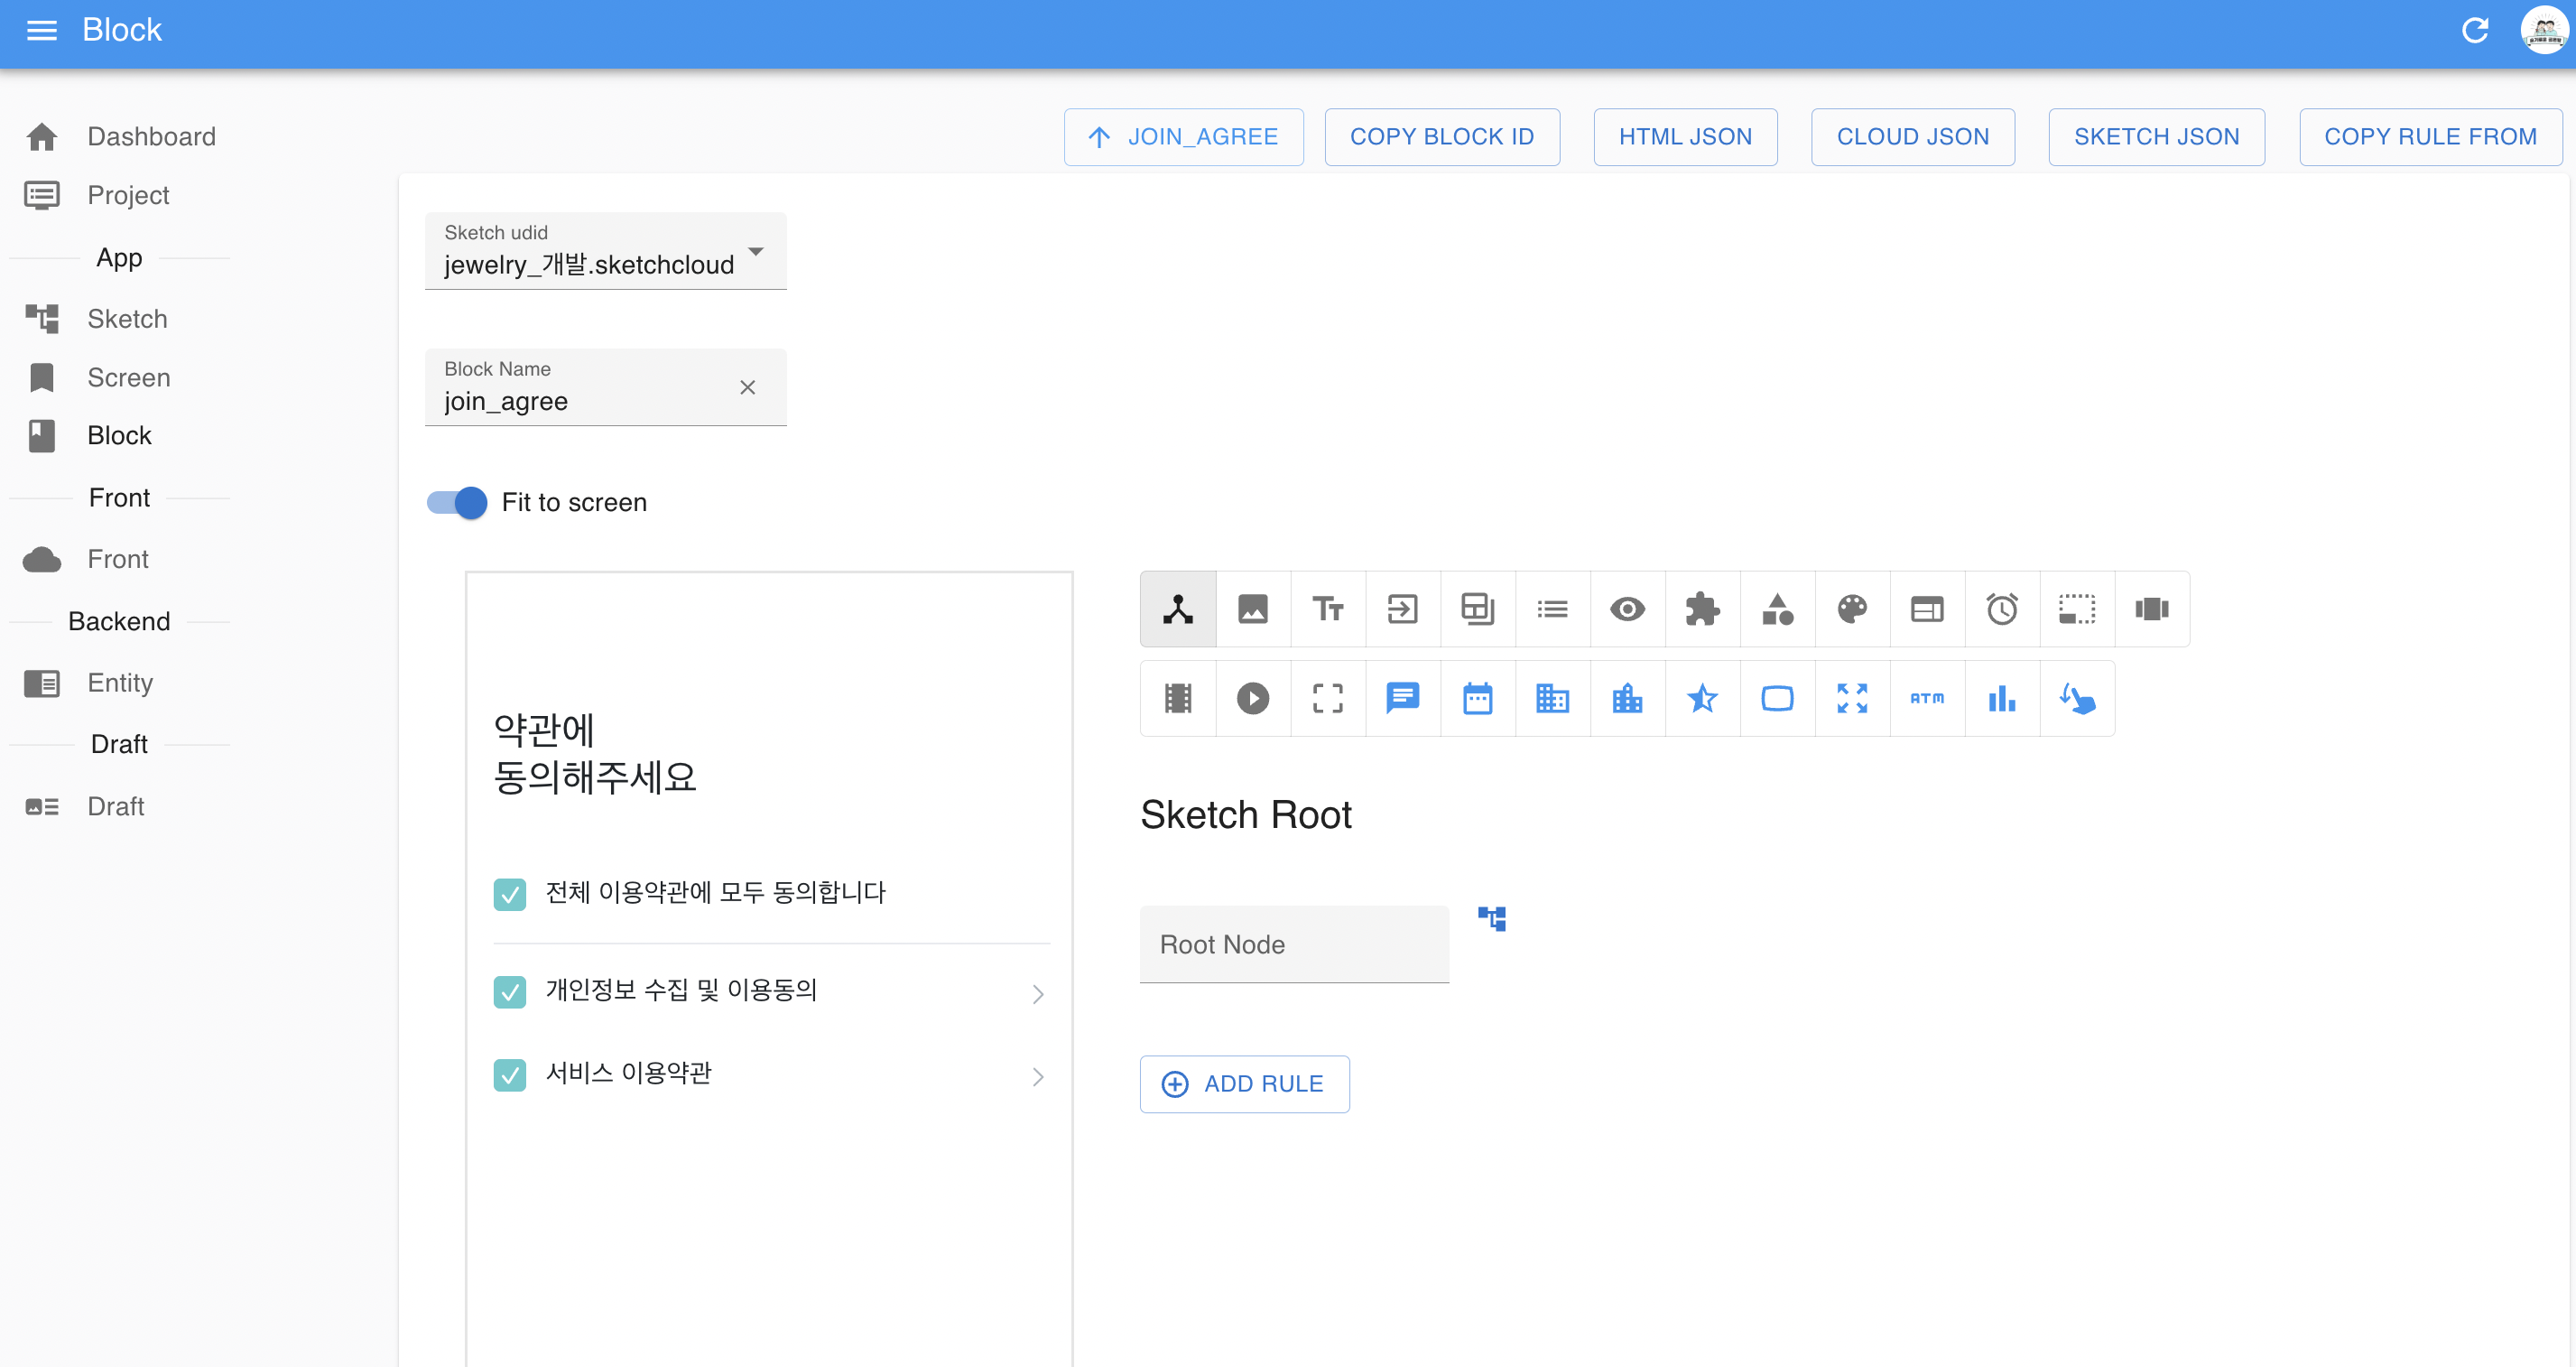 Block
JOIN_AGREE
COPY BLOCK ID
HTML JSON
CLOUD JSON
SKETCH JSON
COPY RULE FROM
Dashboard
Project
App
Sketch
Screen
Block
Front
Front
Backend
Entity
Draft
Draft
Sketch udid
jewelry_개발.sketchcloud
Block Name
join_agree
Fit to screen
약관에
동의해주세요
전체 이용약관에 모두 동의합니다
개인정보 수집 및 이용동의
서비스 이용약관
ATM
Sketch Root
Root Node
ADD RULE